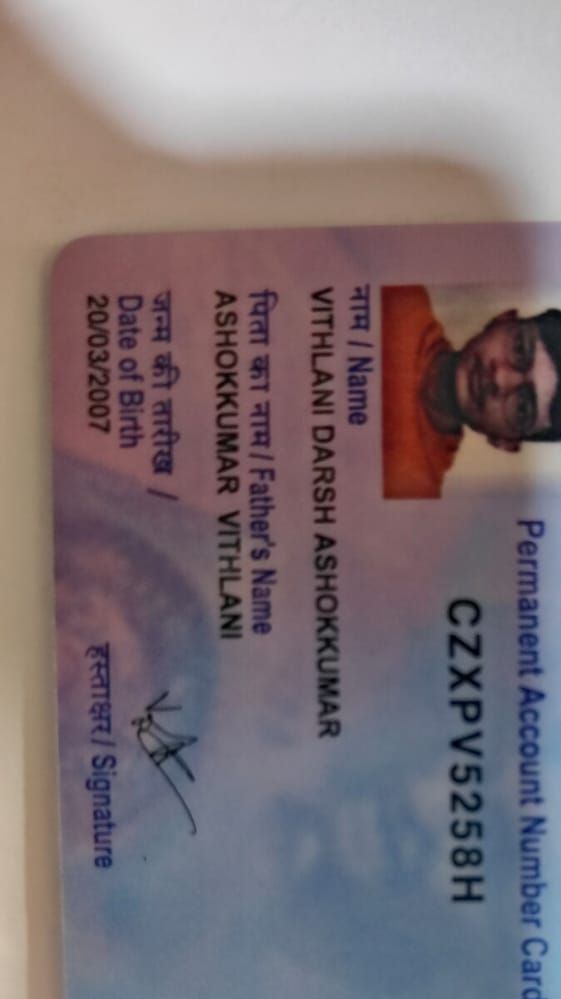 Permanent Account Number Card
CZXPV5258H
नाम / Name
VITHLANI DARSH ASHOKKUMAR
पिता का नाम / Father's Name
ASHOKKUMAR VITHLANI
जन्म की तारीख /
Date of Birth
20/03/2007
हस्ताक्षर / Signature